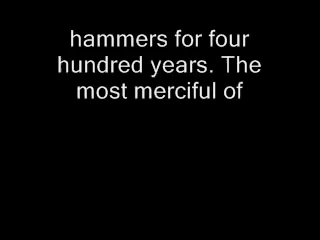 hammers for four
hundred years. The
most merciful of